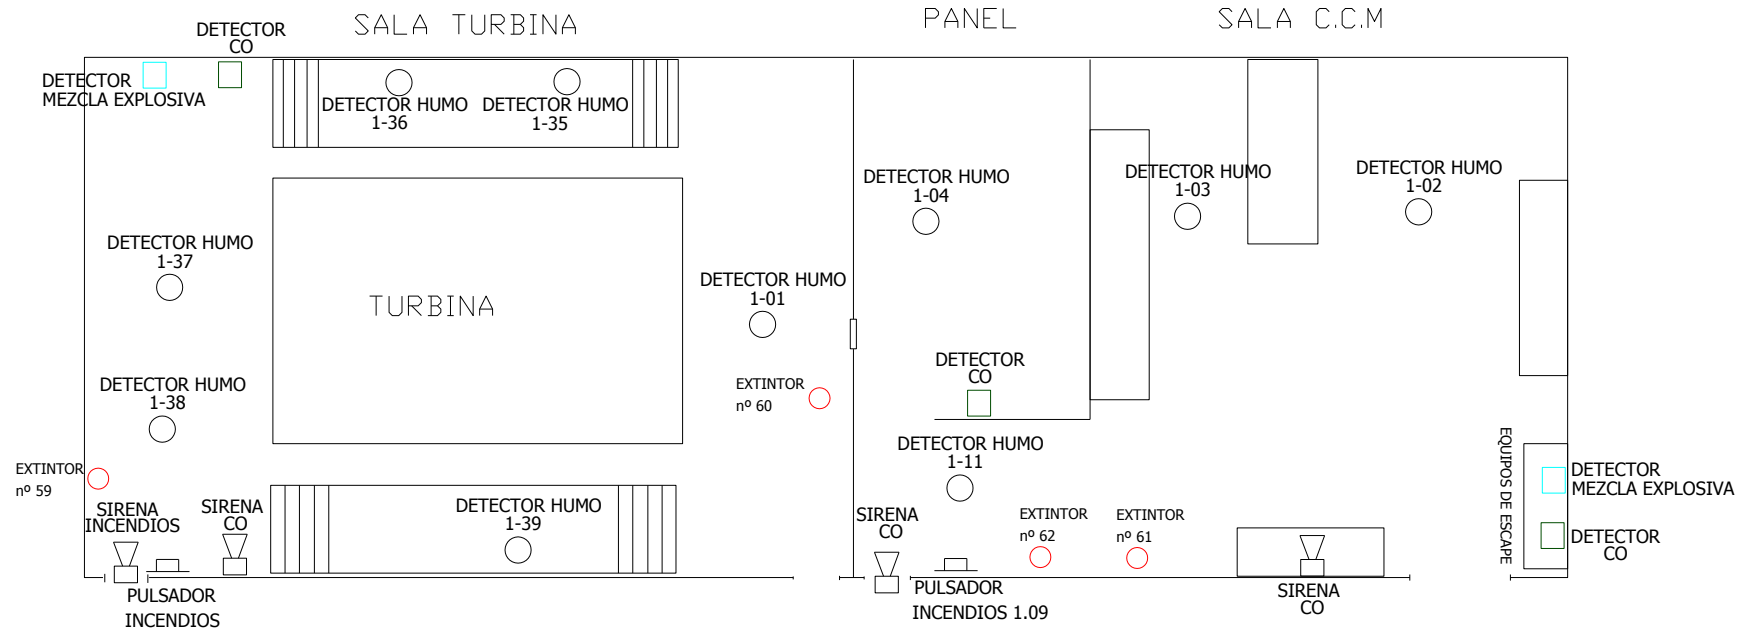 SALA TURBINA
PANEL
SALA C.C.M
DETECTOR
CO
DETECTOR
MEZCLA EXPLOSIVA
DETECTOR HUMO
1-36
DETECTOR HUMO
1-35
DETECTOR HUMO
1-04
DETECTOR HUMO
1-03
DETECTOR HUMO
1-02
DETECTOR HUMO
1-37
TURBINA
DETECTOR HUMO
1-01
DETECTOR HUMO
1-38
EXTINTOR
nº 60
DETECTOR
CO
EXTINTOR
nº 59
DETECTOR HUMO
1-11
EQUIPOS DE ESCAPE
DETECTOR
MEZCLA EXPLOSIVA
SIRENA
INCENDIOS
SIRENA
CO
DETECTOR HUMO
1-39
SIRENA
CO
EXTINTOR
nº 62
EXTINTOR
nº 61
DETECTOR
CO
PULSADOR
INCENDIOS
PULSADOR
INCENDIOS 1.09
SIRENA
CO